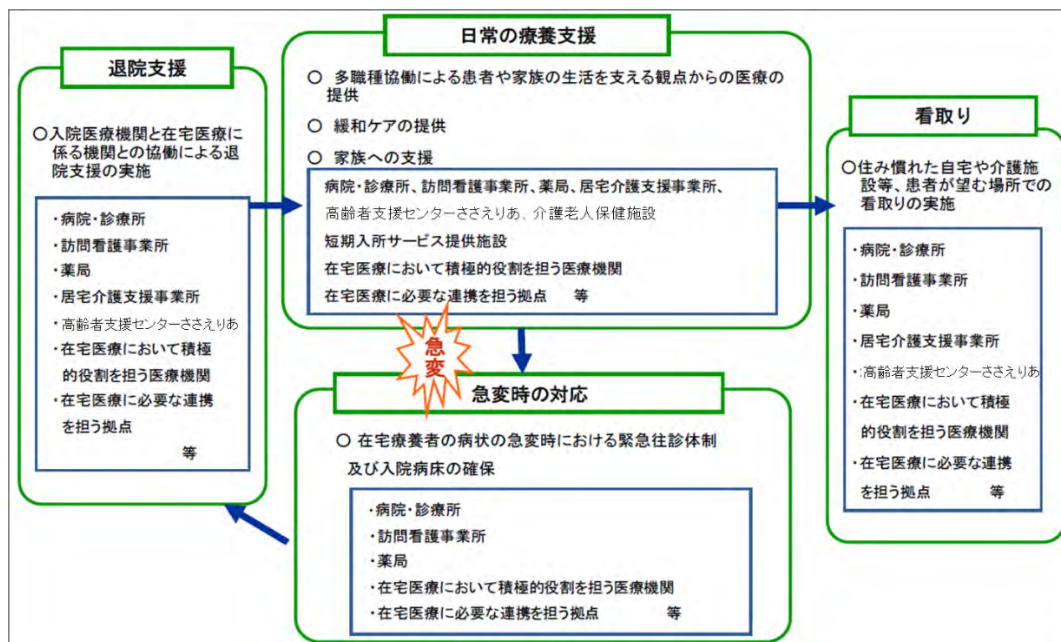 退院支援
○入院医療機関と在宅医療に
係る機関との協働による退
院支援の実施
・病院・診療所
・訪問看護事業所
・薬局
・居宅介護支援事業所
・高齢者支援センターささえりあ
・在宅医療において積極
的役割を担う医療機関
・在宅医療に必要な連携
を担う拠点
等
日常の療養支援
○ 多職種協働による患者や家族の生活を支える観点からの医療の
提供
○ 緩和ケアの提供
○ 家族への支援
病院・診療所、訪問看護事業所、薬局、居宅介護支援事業所、
高齢者支援センターささえりあ、介護老人保健施設
短期入所サービス提供施設
在宅医療において積極的役割を担う医療機関
在宅医療に必要な連携を担う拠点 等
急変
急変時の対応
○ 在宅療養者の病状の急変時における緊急往診体制
及び入院病床の確保
・病院・診療所
・訪問看護事業所
・薬局
・在宅医療において積極的役割を担う医療機関
・在宅医療に必要な連携を担う拠点 等
看取り
○住み慣れた自宅や介護施
設等、患者が望む場所での
看取りの実施
・病院・診療所
・訪問看護事業所
・薬局
・居宅介護支援事業所
・高齢者支援センターささえりあ
・在宅医療において積極
的役割を担う医療機関
・在宅医療に必要な連携
を担う拠点 等